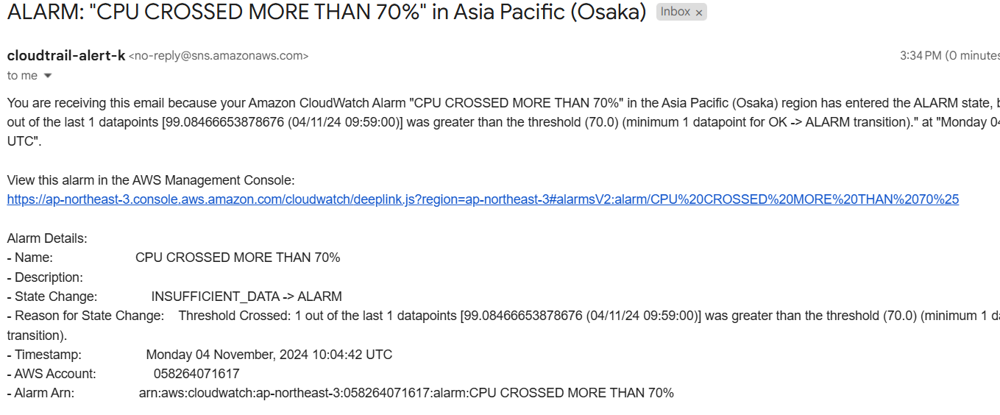 ALARM: "CPU CROSSED MORE THAN 70%" in Asia Pacific (Osaka) Inbox ×
cloudtrail-alert-k <no-reply@sns.amazonaws.com> 3:34 PM (0 minutes
to me
You are receiving this email because your Amazon CloudWatch Alarm "CPU CROSSED MORE THAN 70%" in the Asia Pacific (Osaka) region has entered the ALARM state,
out of the last 1 datapoints [99.08466653878676 (04/11/24 09:59:00)] was greater than the threshold (70.0) (minimum 1 datapoint for OK -> ALARM transition)." at "Monday 04
UTC".
View this alarm in the AWS Management Console:
https://ap-northeast-3.console.aws.amazon.com/cloudwatch/deeplink.js?region=ap-northeast-3#alarmsV2:alarm/CPU%20CROSSED%20MORE%20THAN%2070%25
Alarm Details:
- Name: CPU CROSSED MORE THAN 70%
- Description:
- State Change: INSUFFICIENT_DATA -> ALARM
- Reason for State Change: Threshold Crossed: 1 out of the last 1 datapoints [99.08466653878676 (04/11/24 09:59:00)] was greater than the threshold (70.0) (minimum 1
transition).
- Timestamp: Monday 04 November, 2024 10:04:42 UTC
- AWS Account: 058264071617
- Alarm Arn: arn:aws:cloudwatch:ap-northeast-3:058264071617:alarm:CPU CROSSED MORE THAN 70%